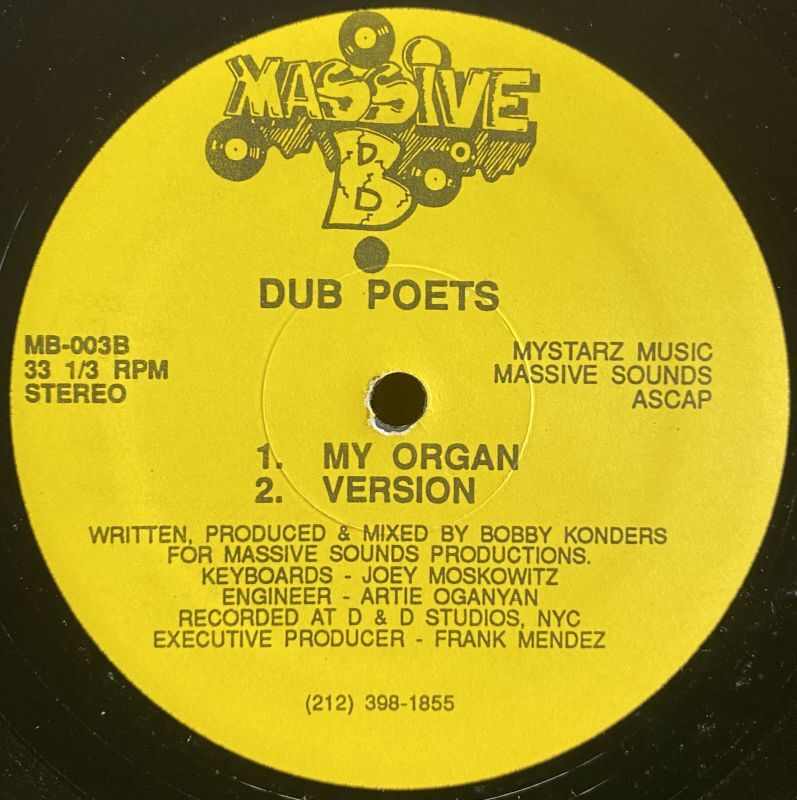 MASSIVE
B
DUB POETS
MB-003B
33 1/3 RPM
STEREO
MYSTARZ MUSIC
MASSIVE SOUNDS
ASCAP
1. MY ORGAN
2. VERSION
WRITTEN, PRODUCED & MIXED BY BOBBY KONDERS
FOR MASSIVE SOUNDS PRODUCTIONS.
KEYBOARDS - JOEY MOSKOWITZ
ENGINEER - ARTIE OGANYAN
RECORDED AT D & D STUDIOS, NYC
EXECUTIVE PRODUCER - FRANK MENDEZ
(212) 398-1855